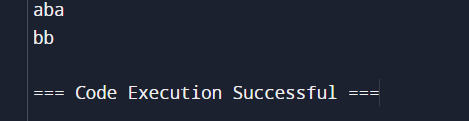 aba
bb
=== Code Execution Successful ===